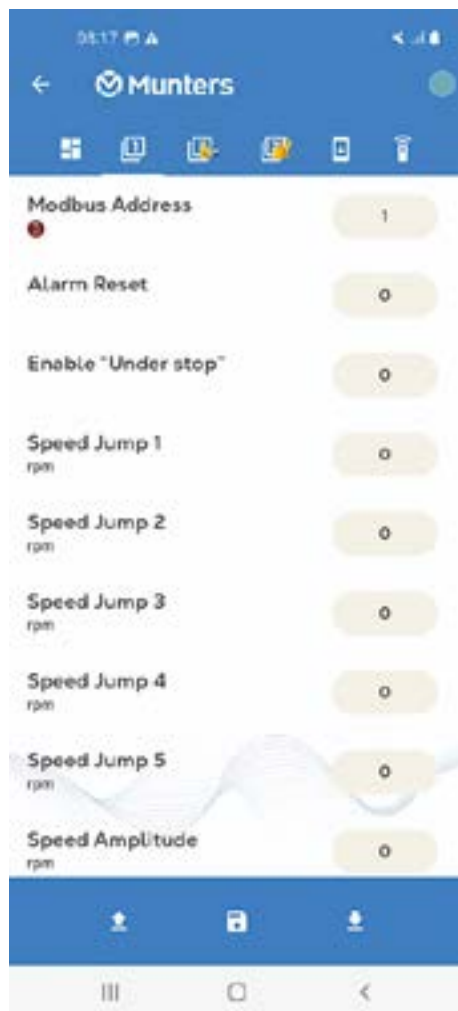 08:17
Munters
Modbus Address
1
Alarm Reset
0
Enable "Under stop"
0
Speed Jump 1
rpm
0
Speed Jump 2
rpm
0
Speed Jump 3
rpm
0
Speed Jump 4
rpm
0
Speed Jump 5
rpm
0
Speed Amplitude
rpm
0